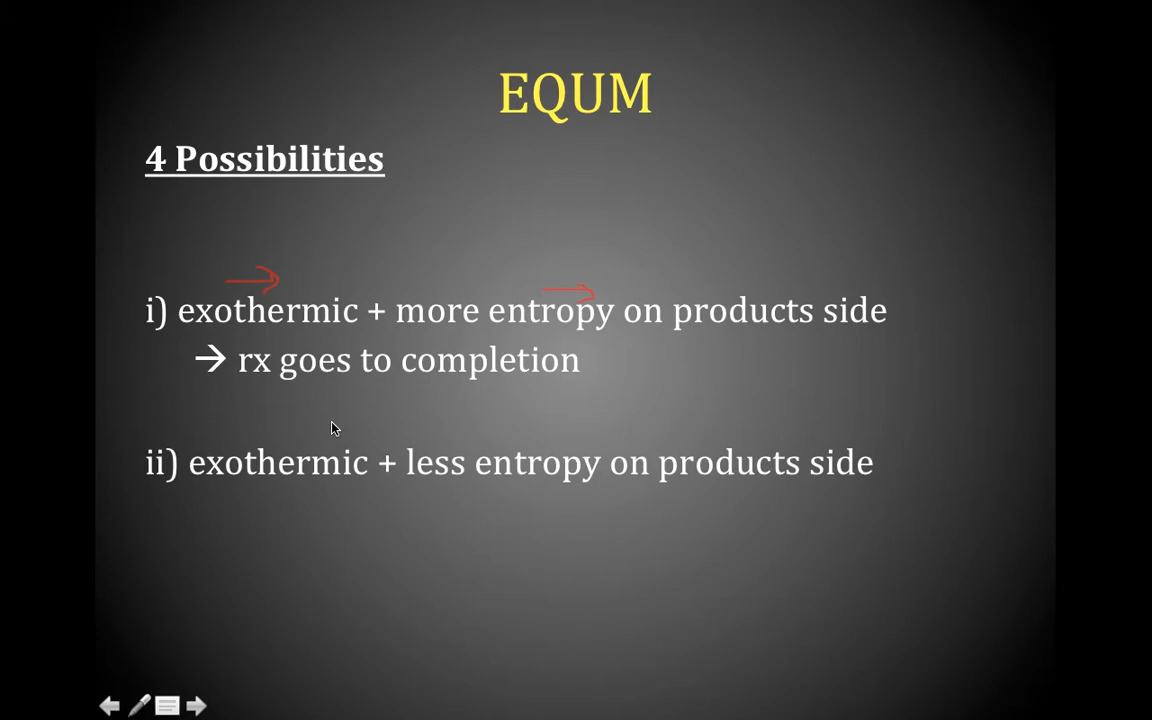 EQUM
4 Possibilities
i) exothermic + more entropy on products side
→ rx goes to completion
ii) exothermic + less entropy on products side